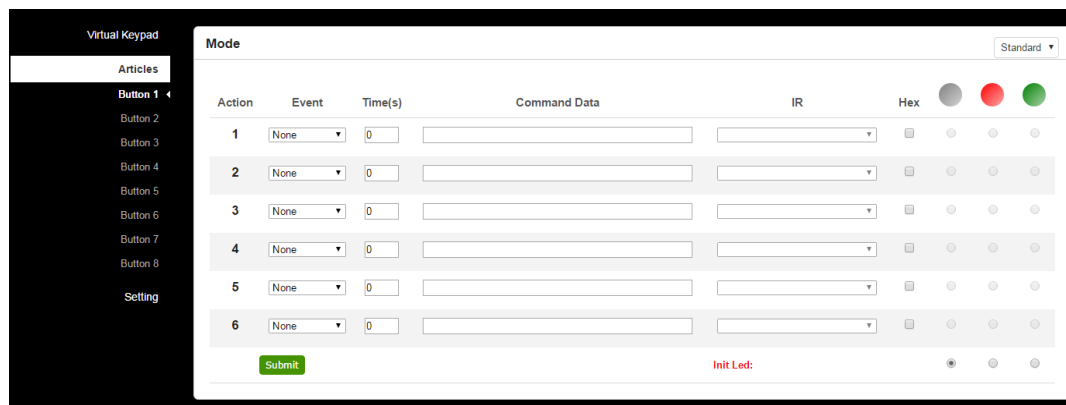 Virtual Keypad
Articles
Button 1
Button 2
Button 3
Button 4
Button 5
Button 6
Button 7
Button 8
Setting
Mode
Standard
Action Event Time(s) Command Data IR Hex
1 None 0
2 None 0
3 None 0
4 None 0
5 None 0
6 None 0
Submit Init Led: